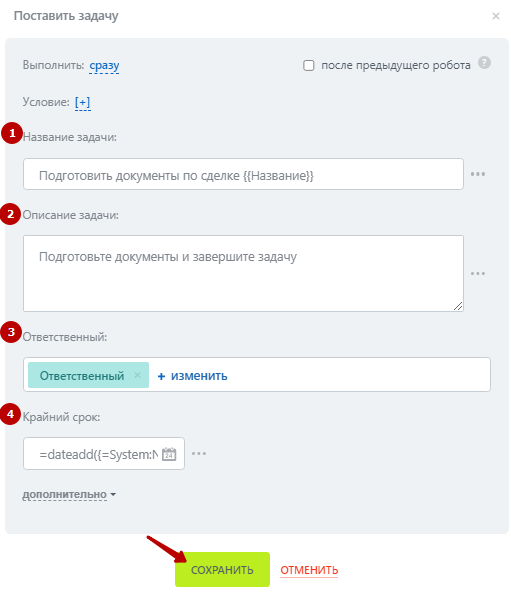 Поставить задачу
Выполнить: сразу
после предыдущего робота ?
Условие: [+]
1 Название задачи:
Подготовить документы по сделке {{Название}}
2 Описание задачи:
Подготовьте документы и завершите задачу
3 Ответственный:
Ответственный × + изменить
4 Крайний срок:
=dateadd({=System:N 24
дополнительно
СОХРАНИТЬ ОТМЕНИТЬ